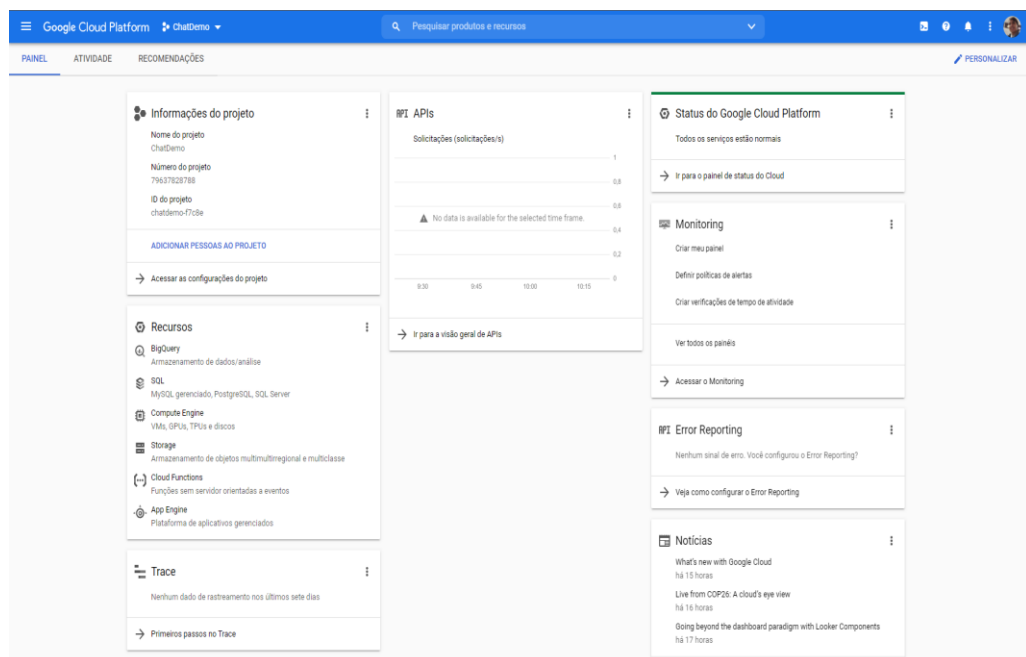 Google Cloud Platform
ChatDemo
Pesquisar produtos e recursos
PAINEL
ATIVIDADE
RECOMENDAÇÕES
PERSONALIZAR
Informações do projeto
Nome do projeto
ChatDemo
Número do projeto
79637828788
ID do projeto
chatdemo-f7c8e
ADICIONAR PESSOAS AO PROJETO
Acessar as configurações do projeto
Recursos
BigQuery
Armazenamento de dados/análise
SQL
MySQL gerenciado, PostgreSQL, SQL Server
Compute Engine
VMs, GPUs, TPUs e discos
Storage
Armazenamento de objetos multimultirregional e multiclasse
Cloud Functions
Funções sem servidor orientadas a eventos
App Engine
Plataforma de aplicativos gerenciados
Trace
Nenhum dado de rastreamento nos últimos sete dias
Primeiros passos no Trace
API APIs
Solicitações (solicitações/s)
1
0,8
0,6
No data is available for the selected time frame.
0,4
0,2
0
9:30 9:45 10:00 10:15
Ir para a visão geral de APIs
Status do Google Cloud Platform
Todos os serviços estão normais
Ir para o painel de status do Cloud
Monitoring
Criar meu painel
Definir políticas de alertas
Criar verificações de tempo de atividade
Ver todos os painéis
Acessar o Monitoring
API Error Reporting
Nenhum sinal de erro. Você configurou o Error Reporting?
Veja como configurar o Error Reporting
Notícias
What's new with Google Cloud
há 15 horas
Live from COP26: A cloud's eye view
há 16 horas
Going beyond the dashboard paradigm with Looker Components
há 17 horas